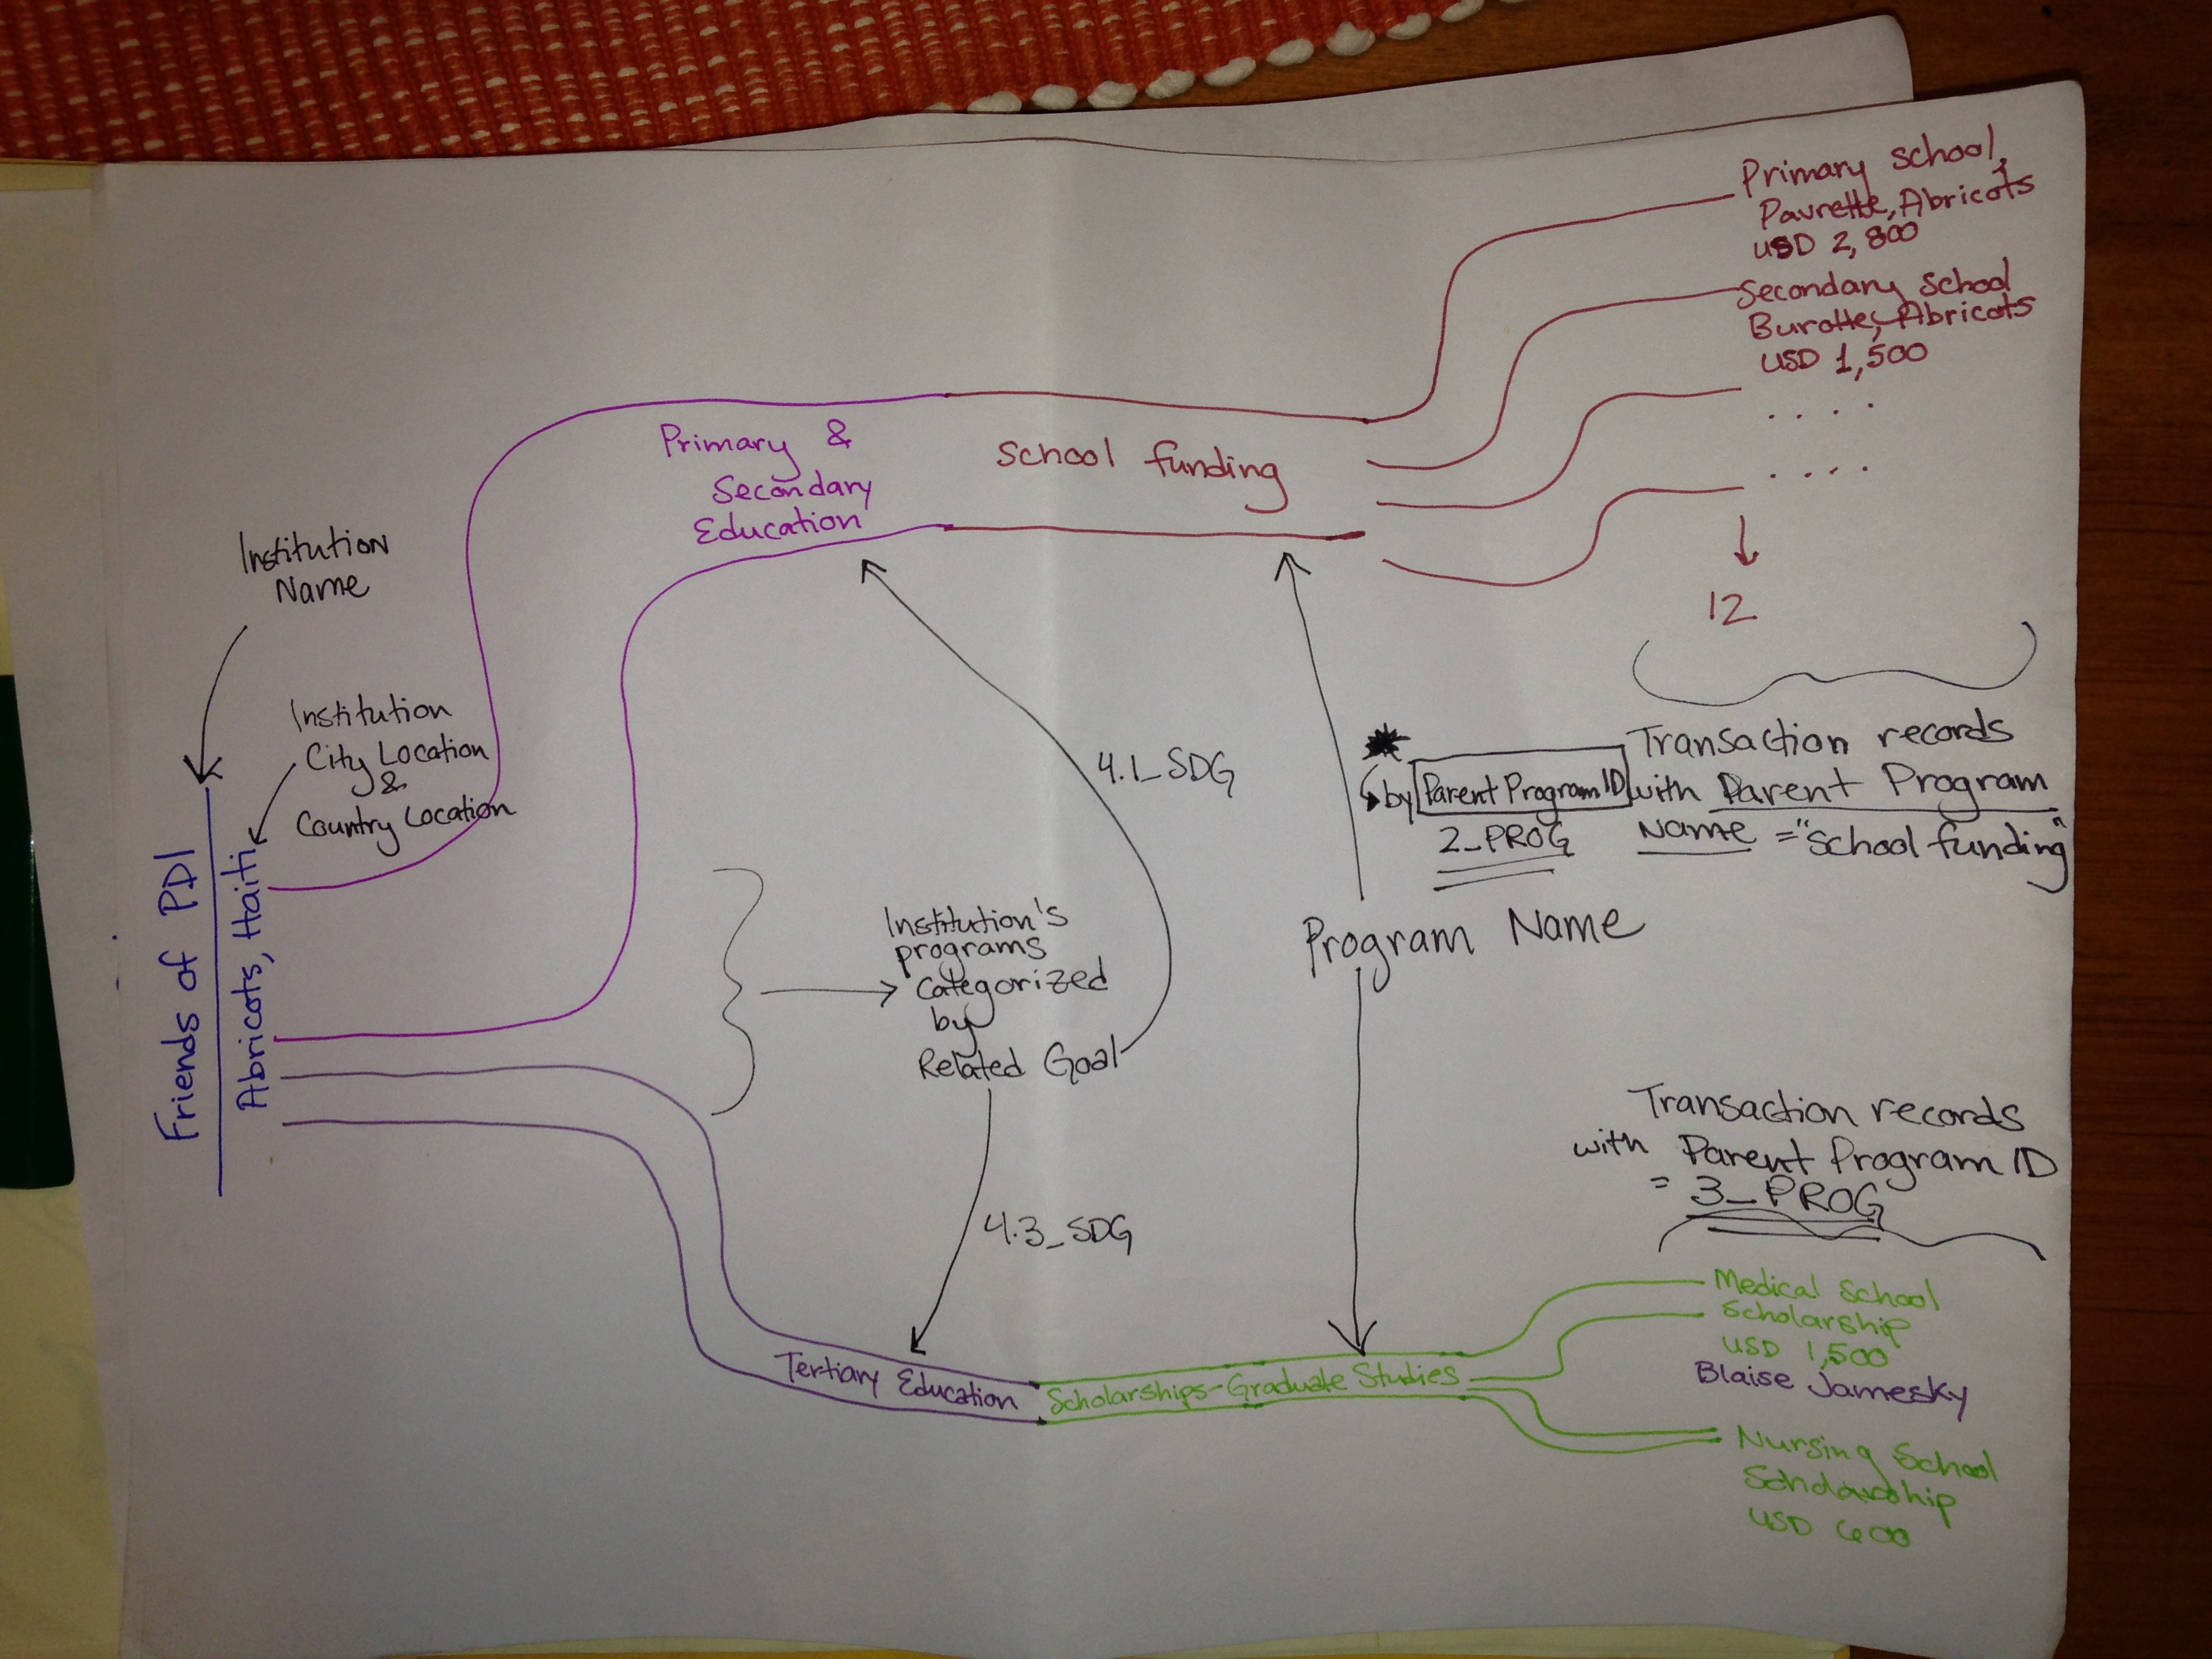 Primary school,
Paurette, Abricots
USD 2,800
Secondary school
Burotte, Abricots
USD 1,500
. . . .
. . . .
12
Primary &
Secondary
Education
School funding
Institution
Name
Institution
City Location
&
Country Location
Friends of PDI
Abricots, Haiti
4.1_SDG
Transaction records
by Parent Program ID with Parent Program
2_PROG Name = "School funding"
Program Name
Institution's
programs
Categorized
by
Related Goal
4.3_SDG
Transaction records
with Parent Program ID
= 3_PROG
Tertiary Education
Scholarships-Graduate Studies
Medical School
Scholarship
USD 1,500
Blaise Jamesky
Nursing School
Scholarship
USD 600